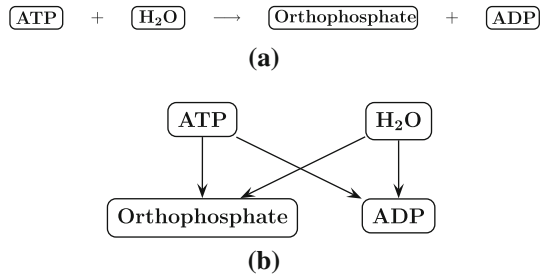 ATP + H₂O ⟶ Orthophosphate + ADP
(a)
ATP H₂O
Orthophosphate ADP
(b)